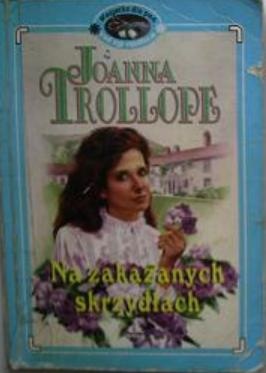 JOANNA
TROLLOPE
Na zakazanych
skrzydłach